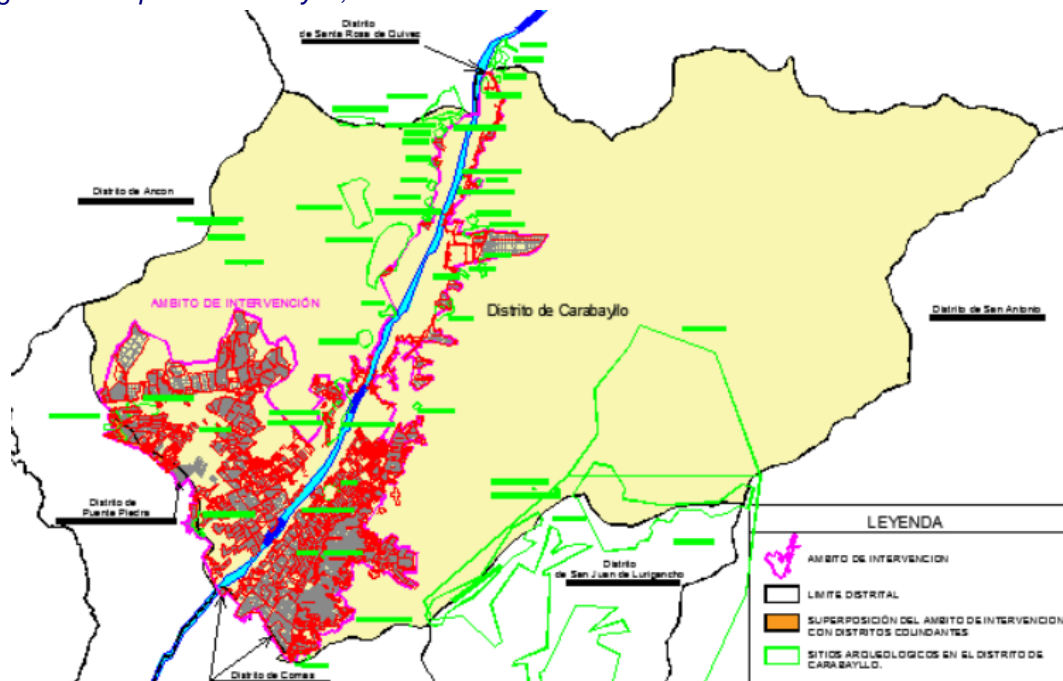 Distrito
de Santa Rosa de Quives
Distrito de Ancon
AMBITO DE INTERVENCIÓN
Distrito de Carabayllo
Distrito de San Antonio
Distrito de
Puente Piedra
Distrito
de San Juan de Lurigancho
Distrito de Comas
LEYENDA
AMBITO DE INTERVENCION
LIMITE DISTRITAL
SUPERPOSICIÓN DEL AMBITO DE INTERVENCION
CON DISTRITOS COLINDANTES
SITIOS ARQUEOLOGICOS EN EL DISTRITO DE
CARABAYLLO.